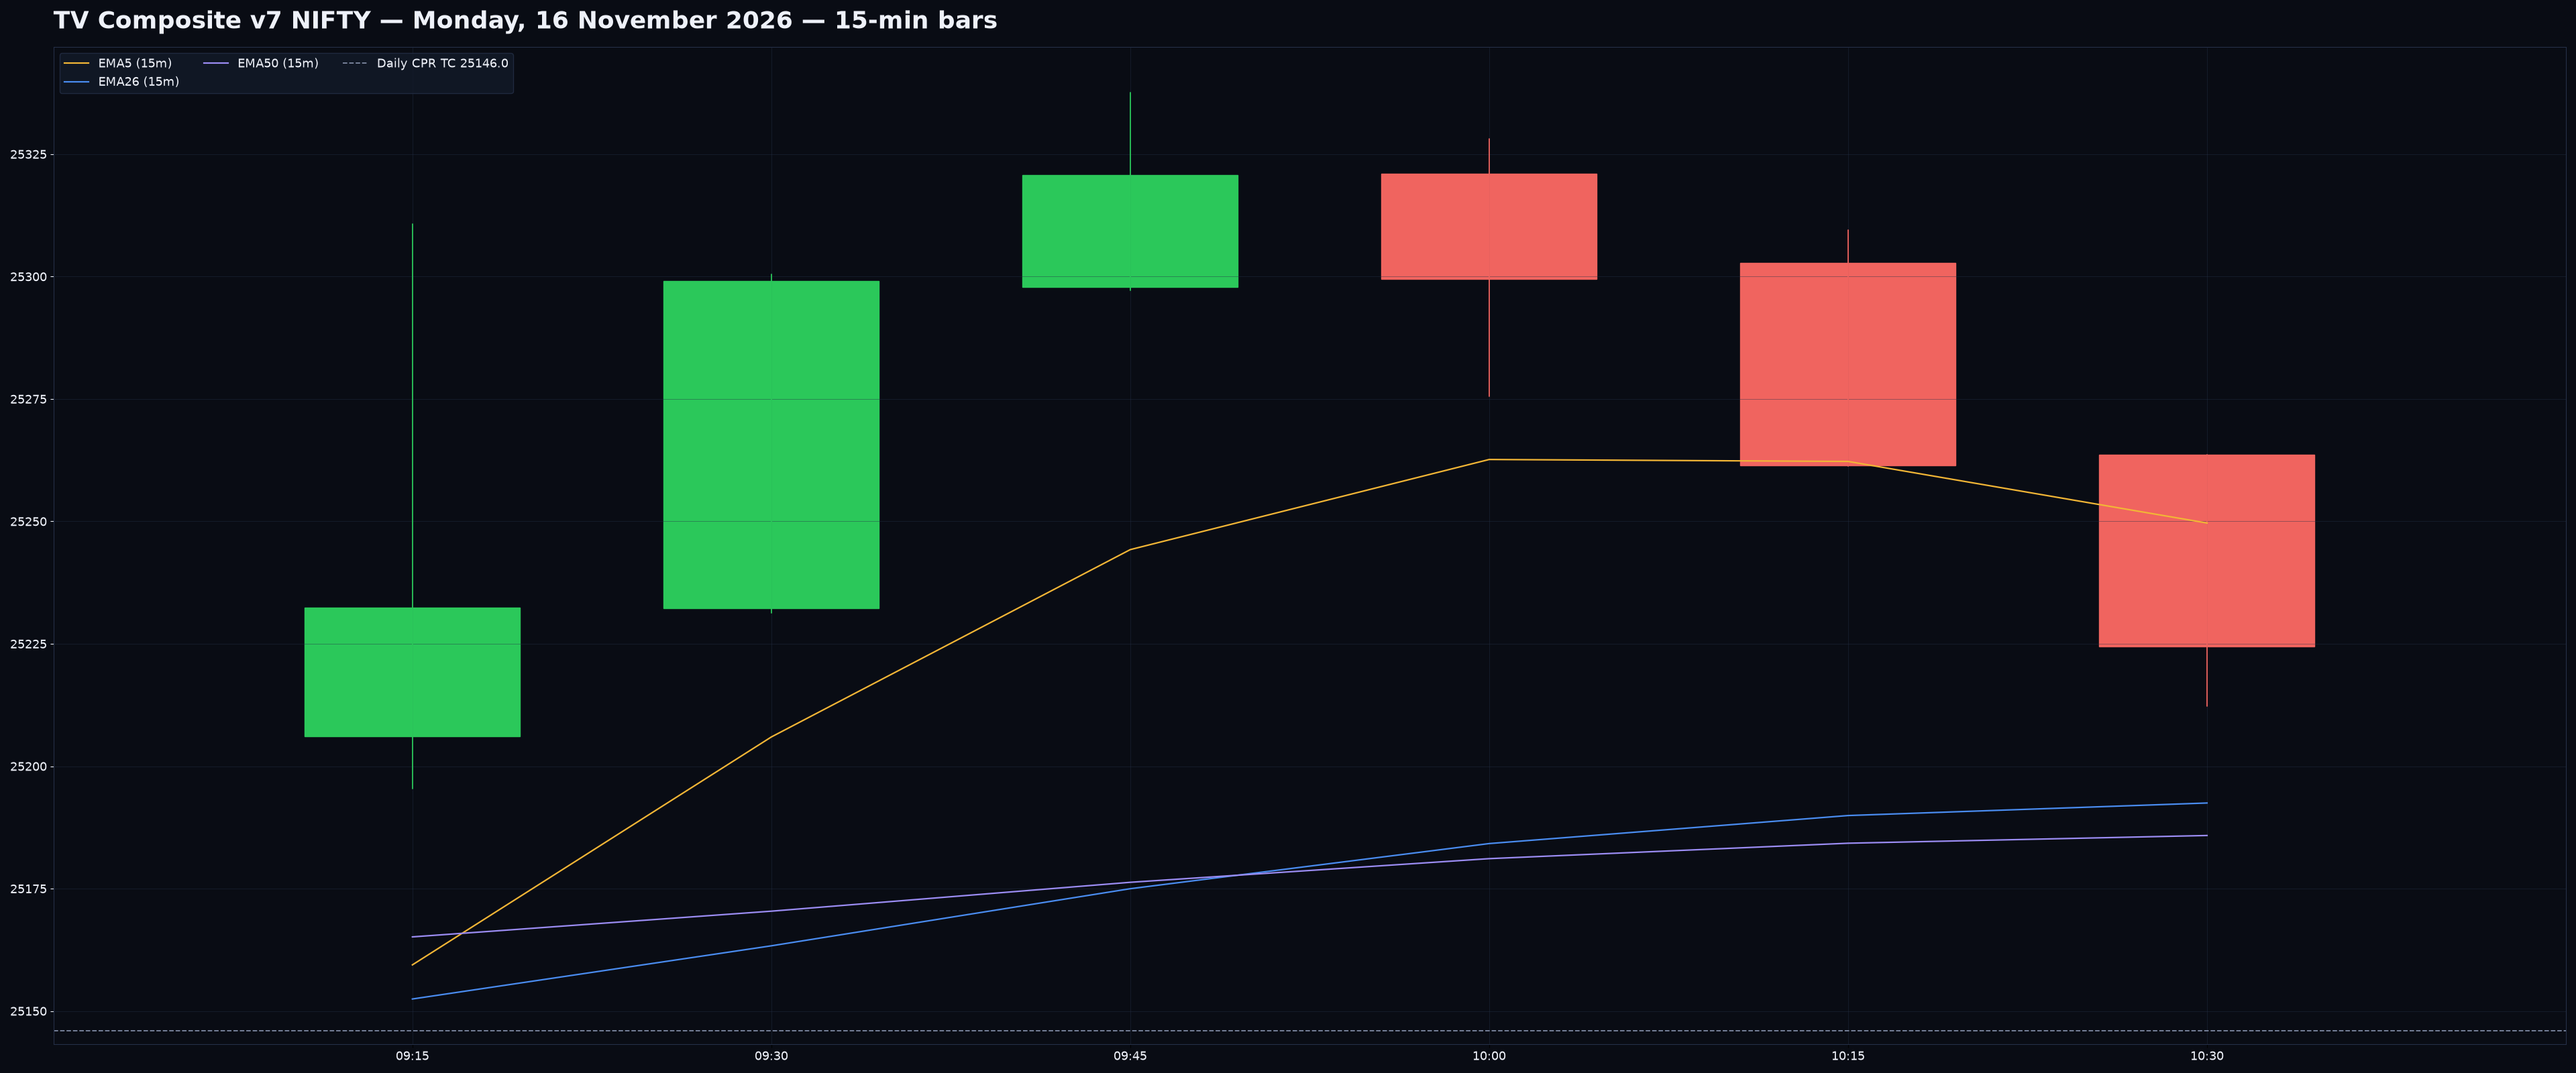 TV Composite v7 NIFTY — Monday, 16 November 2026 — 15-min bars
EMA5 (15m) EMA50 (15m) Daily CPR TC 25146.0
EMA26 (15m)
25325
25300
25275
25250
25225
25200
25175
25150
09:15 09:30 09:45 10:00 10:15 10:30